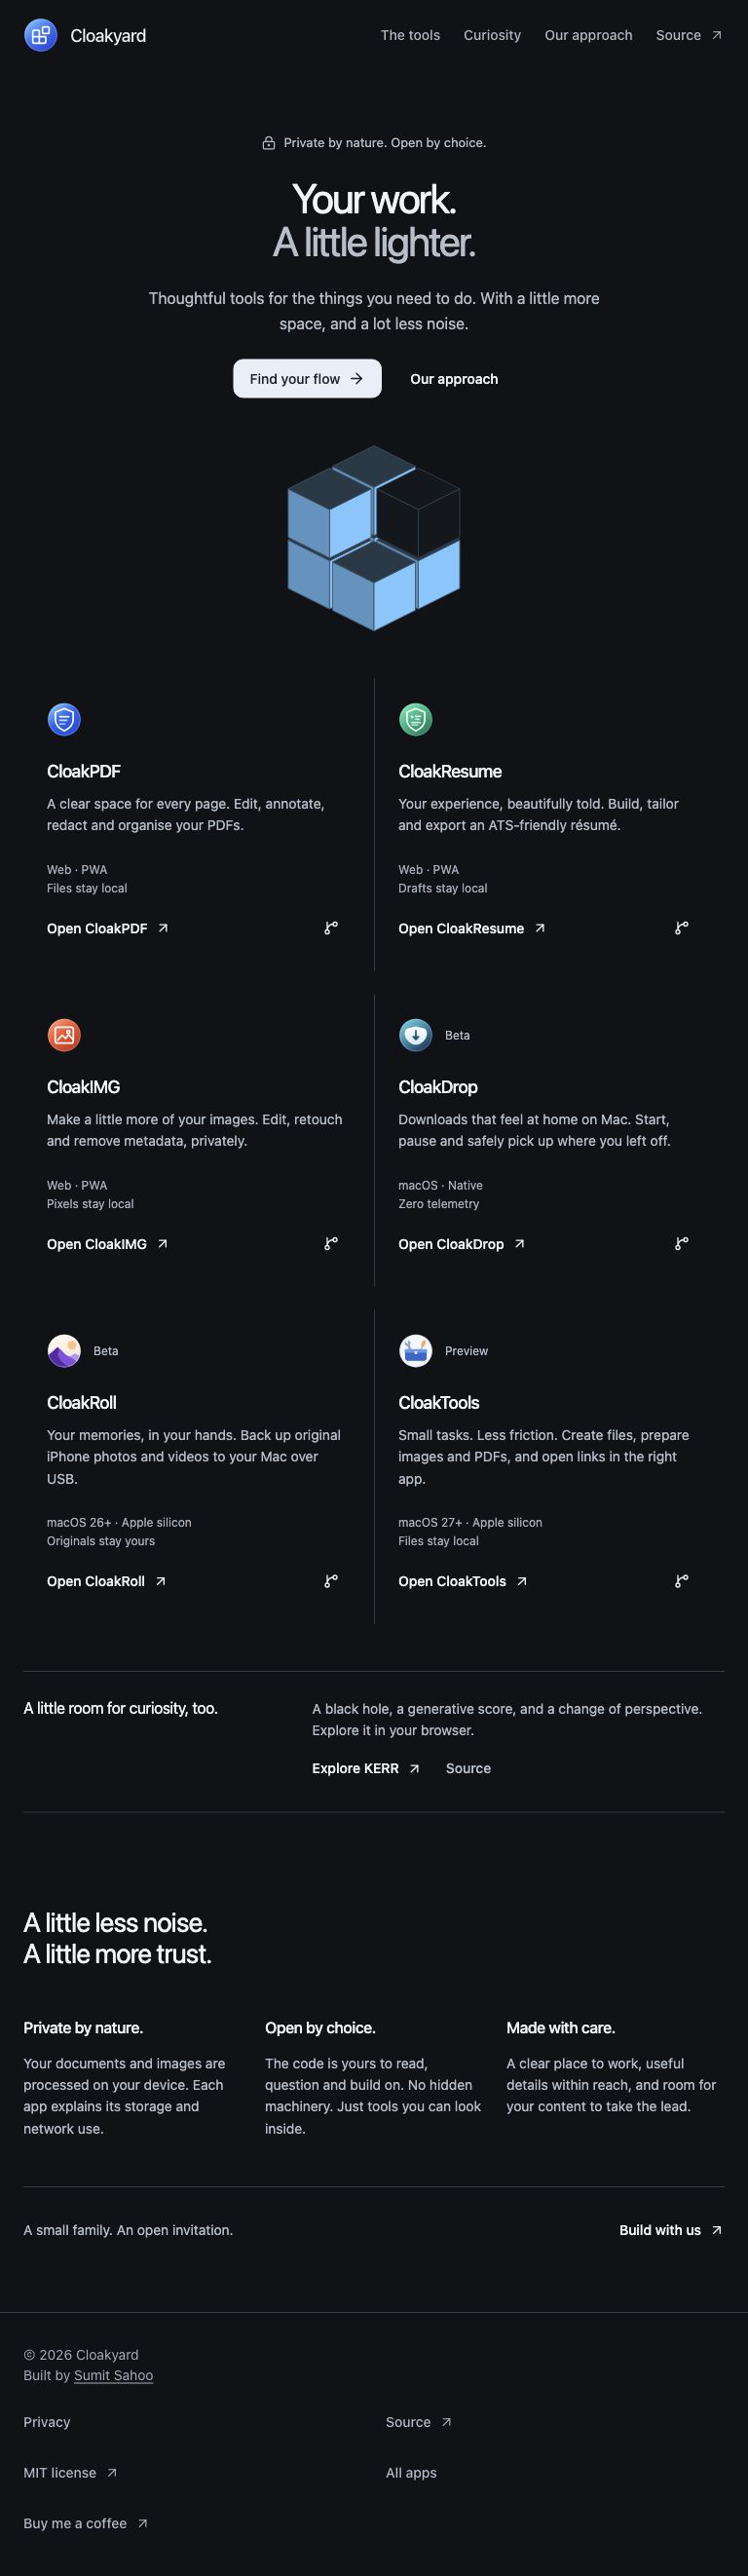 Cloakyard
The tools
Curiosity
Our approach
Source
Private by nature. Open by choice.
Your work.
A little lighter.
Thoughtful tools for the things you need to do. With a little more
space, and a lot less noise.
Find your flow
Our approach
CloakPDF
A clear space for every page. Edit, annotate,
redact and organise your PDFs.
Web · PWA
Files stay local
Open CloakPDF
CloakResume
Your experience, beautifully told. Build, tailor
and export an ATS-friendly résumé.
Web · PWA
Drafts stay local
Open CloakResume
CloakIMG
Make a little more of your images. Edit, retouch
and remove metadata, privately.
Web · PWA
Pixels stay local
Open CloakIMG
Beta
CloakDrop
Downloads that feel at home on Mac. Start,
pause and safely pick up where you left off.
macOS · Native
Zero telemetry
Open CloakDrop
Beta
CloakRoll
Your memories, in your hands. Back up original
iPhone photos and videos to your Mac over
USB.
macOS 26+ · Apple silicon
Originals stay yours
Open CloakRoll
Preview
CloakTools
Small tasks. Less friction. Create files, prepare
images and PDFs, and open links in the right
app.
macOS 27+ · Apple silicon
Files stay local
Open CloakTools
A little room for curiosity, too.
A black hole, a generative score, and a change of perspective.
Explore it in your browser.
Explore KERR
Source
A little less noise.
A little more trust.
Private by nature.
Your documents and images are
processed on your device. Each
app explains its storage and
network use.
Open by choice.
The code is yours to read,
question and build on. No hidden
machinery. Just tools you can look
inside.
Made with care.
A clear place to work, useful
details within reach, and room for
your content to take the lead.
A small family. An open invitation.
Build with us
© 2026 Cloakyard
Built by Sumit Sahoo
Privacy
Source
MIT license
All apps
Buy me a coffee